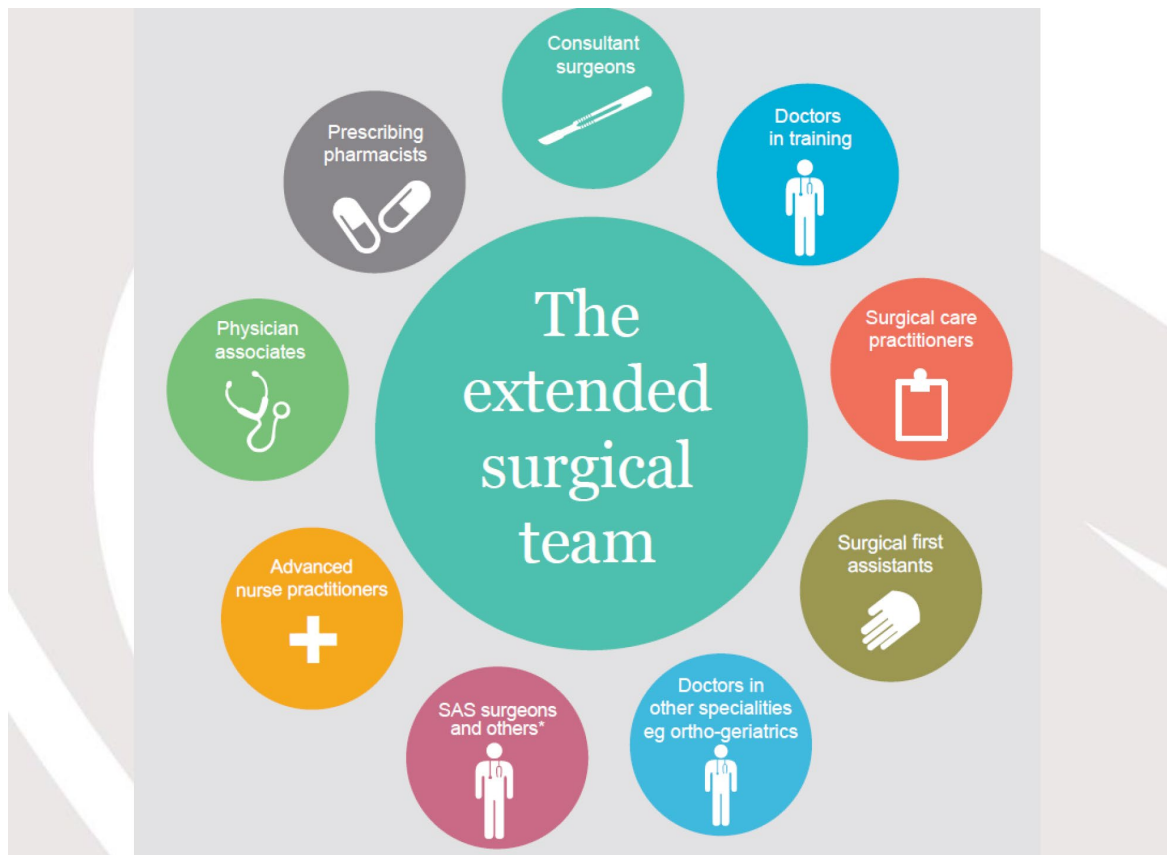 Consultant
surgeons
Doctors
in training
Surgical care
practitioners
Surgical first
assistants
Doctors in
other specialities
eg ortho-geriatrics
SAS surgeons
and others*
Advanced
nurse practitioners
Physician
associates
Prescribing
pharmacists
The
extended
surgical
team